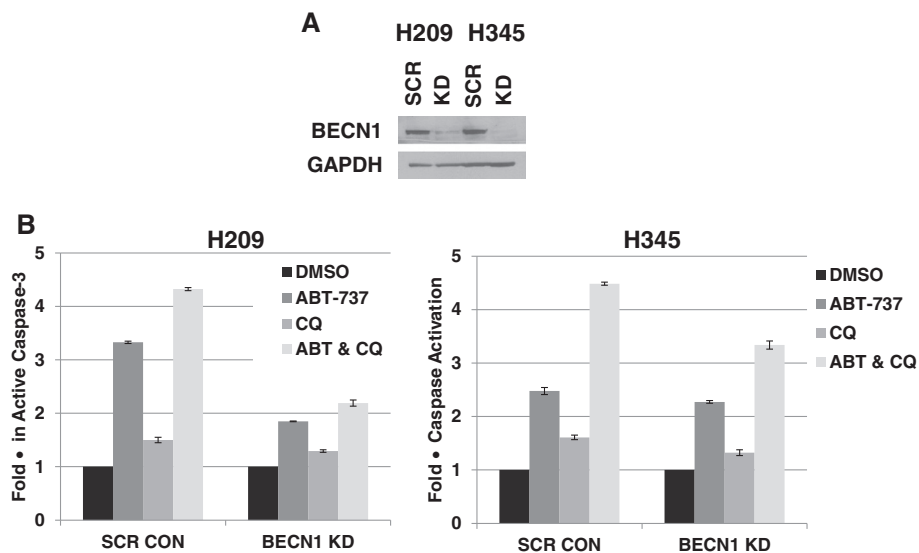 A
H209 H345
SCR KD SCR KD
BECN1
GAPDH
B
H209
Fold • in Active Caspase-3
5
4
3
2
1
0
DMSO
ABT-737
CQ
ABT & CQ
SCR CON BECN1 KD
H345
Fold • Caspase Activation
5
4
3
2
1
0
DMSO
ABT-737
CQ
ABT & CQ
SCR CON BECN1 KD